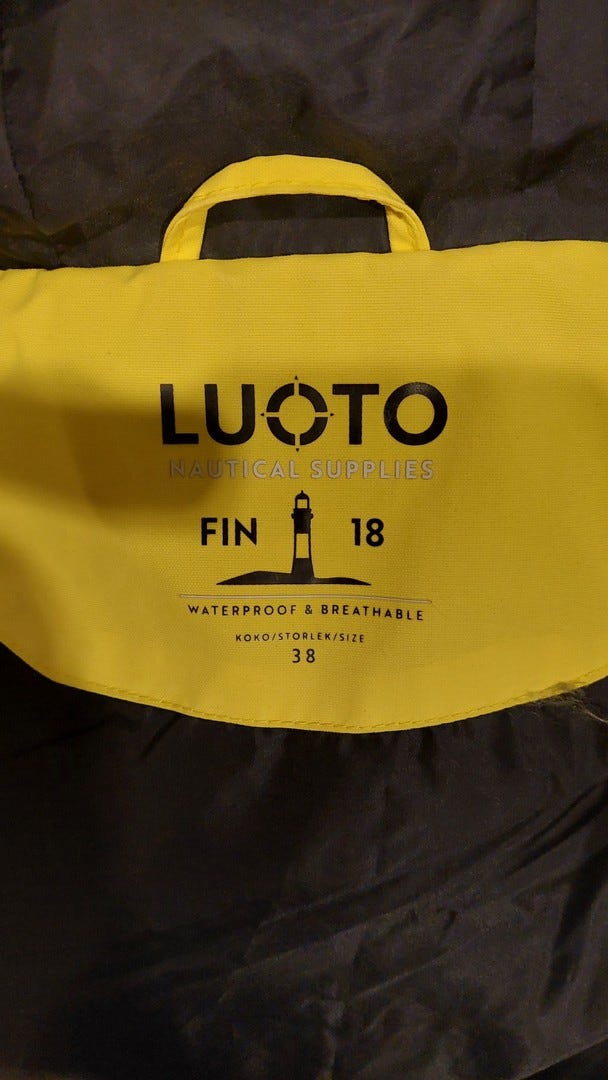 LUOTO
NAUTICAL SUPPLIES
FIN 18
WATERPROOF & BREATHABLE
KOKO/STORLEK/SIZE
38